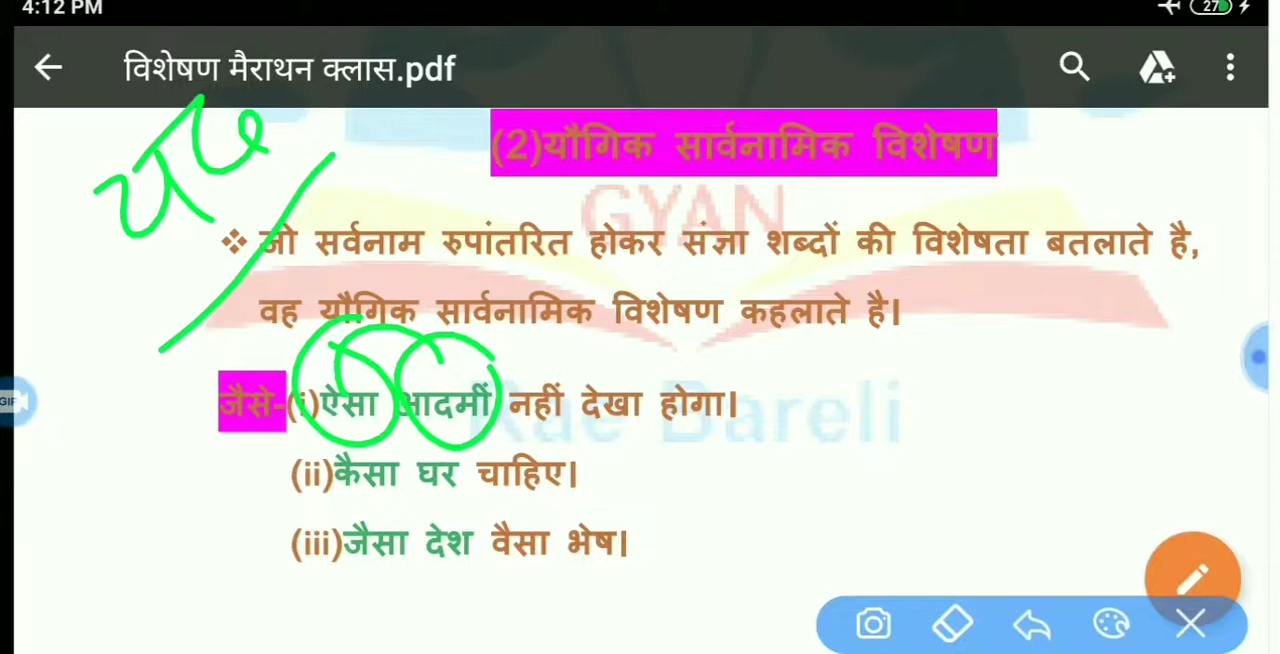 4:12 PM
27
विशेषण मैराथन क्लास.pdf
(2)यौगिक सार्वनामिक विशेषण
GYAN
❖ जो सर्वनाम रुपांतरित होकर संज्ञा शब्दों की विशेषता बतलाते है,
वह यौगिक सार्वनामिक विशेषण कहलाते है।
जैसे-(i)ऐसा आदमीं नहीं देखा होगा।
Rae Bareli
(ii)कैसा घर चाहिए।
(iii)जैसा देश वैसा भेष।
GIF